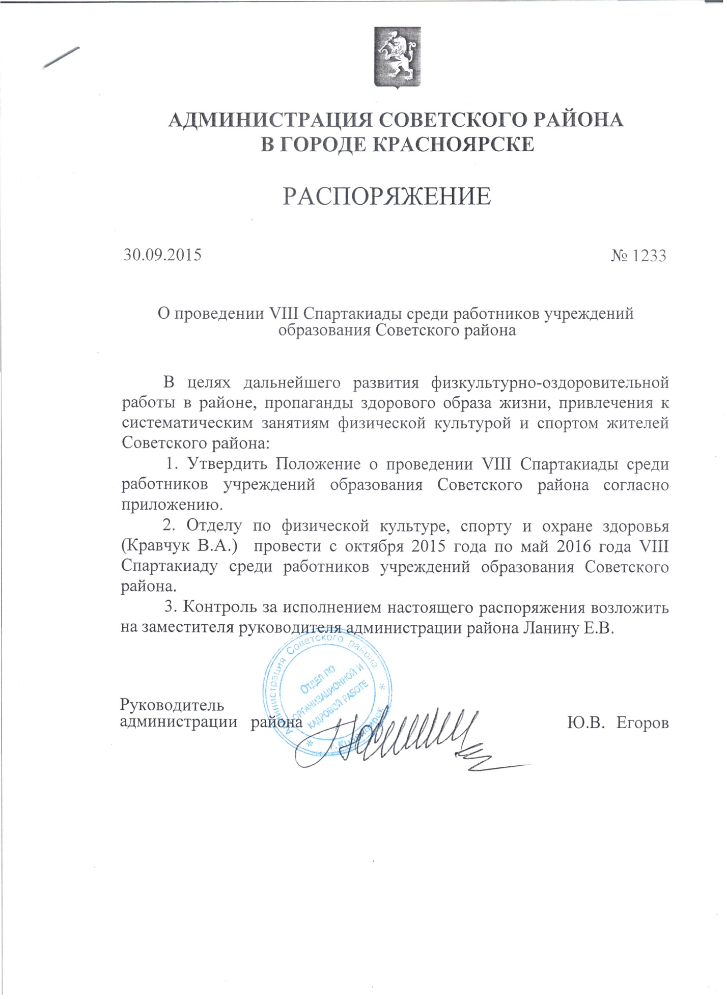 АДМИНИСТРАЦИЯ СОВЕТСКОГО РАЙОНА
В ГОРОДЕ КРАСНОЯРСКЕ
РАСПОРЯЖЕНИЕ
30.09.2015 № 1233
О проведении VIII Спартакиады среди работников учреждений
образования Советского района
В целях дальнейшего развития физкультурно-оздоровительной
работы в районе, пропаганды здорового образа жизни, привлечения к
систематическим занятиям физической культурой и спортом жителей
Советского района:
1. Утвердить Положение о проведении VIII Спартакиады среди
работников учреждений образования Советского района согласно
приложению.
2. Отделу по физической культуре, спорту и охране здоровья
(Кравчук В.А.) провести с октября 2015 года по май 2016 года VIII
Спартакиаду среди работников учреждений образования Советского
района.
3. Контроль за исполнением настоящего распоряжения возложить
на заместителя руководителя администрации района Ланину Е.В.
Администрация Советского района
* г. Красноярск *
ОТДЕЛ ПО
ОРГАНИЗАЦИОННОЙ И
КАДРОВОЙ РАБОТЕ
Руководитель
администрации района Ю.В. Егоров